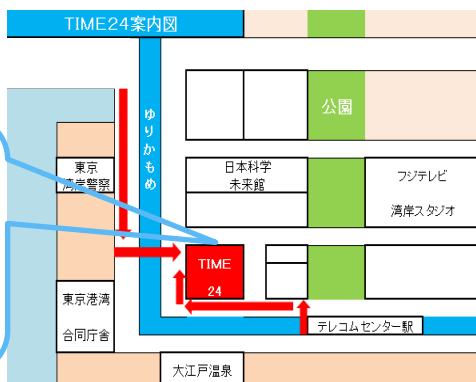 TIME24案内図
ゆりかもめ
公園
東京
湾岸警察
日本科学
未来館
フジテレビ
湾岸スタジオ
TIME
24
東京港湾
合同庁舎
テレコムセンター駅
大江戸温泉